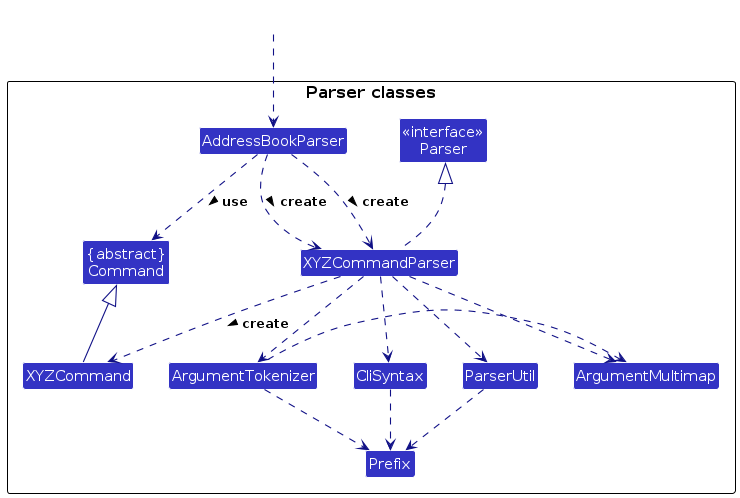 Parser classes
AddressBookParser
«interface»
Parser
use
create
create
{abstract}
Command
XYZCommandParser
create
XYZCommand
ArgumentTokenizer
CliSyntax
ParserUtil
ArgumentMultimap
Prefix